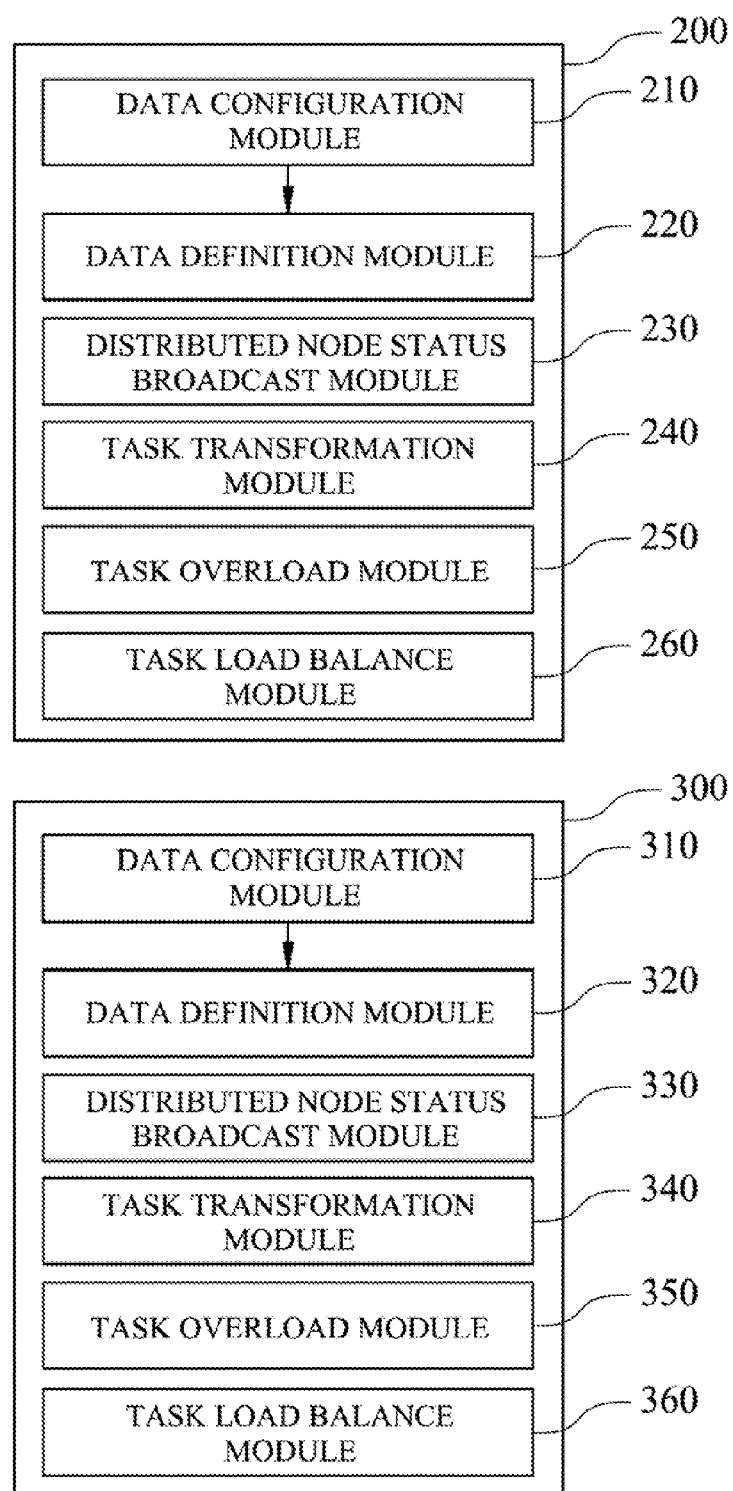 200
DATA CONFIGURATION
MODULE
210
DATA DEFINITION MODULE
220
DISTRIBUTED NODE STATUS
BROADCAST MODULE
230
TASK TRANSFORMATION
MODULE
240
TASK OVERLOAD MODULE
250
TASK LOAD BALANCE
MODULE
260
300
DATA CONFIGURATION
MODULE
310
DATA DEFINITION MODULE
320
DISTRIBUTED NODE STATUS
BROADCAST MODULE
330
TASK TRANSFORMATION
MODULE
340
TASK OVERLOAD MODULE
350
TASK LOAD BALANCE
MODULE
360